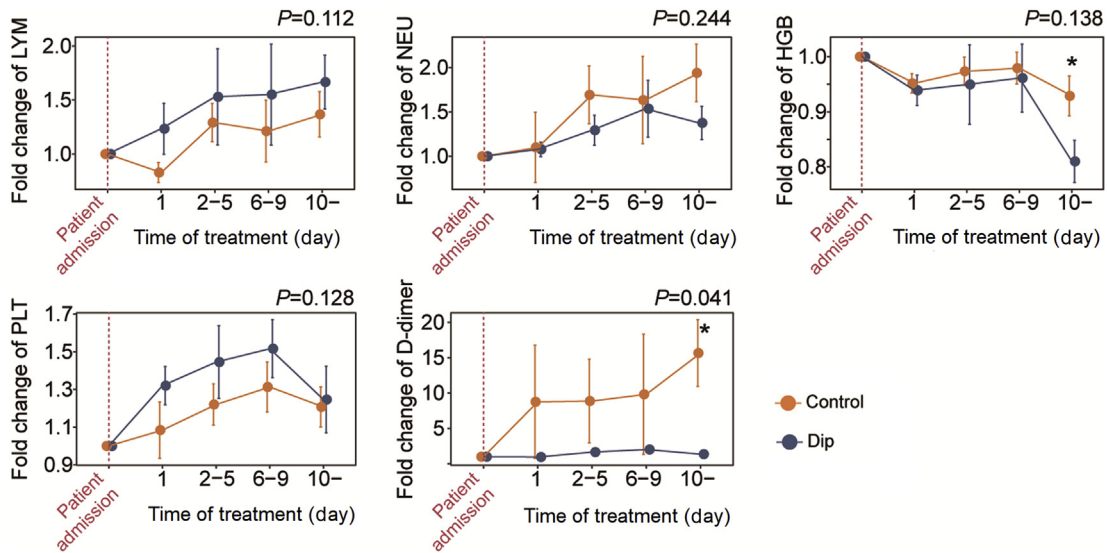 P=0.112
Fold change of LYM
2.0
1.5
1.0
1
2−5
6−9
10−
Patient
admission
Time of treatment (day)
P=0.244
Fold change of NEU
2.0
1.5
1.0
1
2−5
6−9
10−
Patient
admission
Time of treatment (day)
P=0.138
Fold change of HGB
1.0
0.9
0.8
*
1
2−5
6−9
10−
Patient
admission
Time of treatment (day)
P=0.128
Fold change of PLT
1.7
1.5
1.3
1.1
0.9
1
2−5
6−9
10−
Patient
admission
Time of treatment (day)
P=0.041
Fold change of D-dimer
20
15
10
5
*
1
2−5
6−9
10−
Patient
admission
Time of treatment (day)
Control
Dip